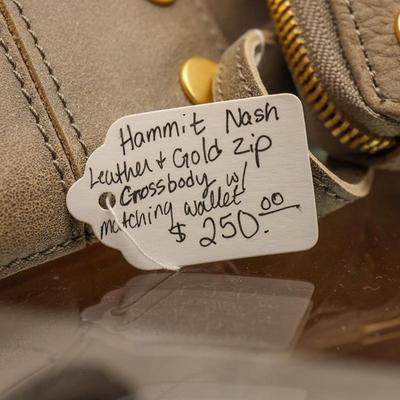 Hammit Nash
Leather & Gold zip
Crossbody w/
matching wallet
$ 250.00